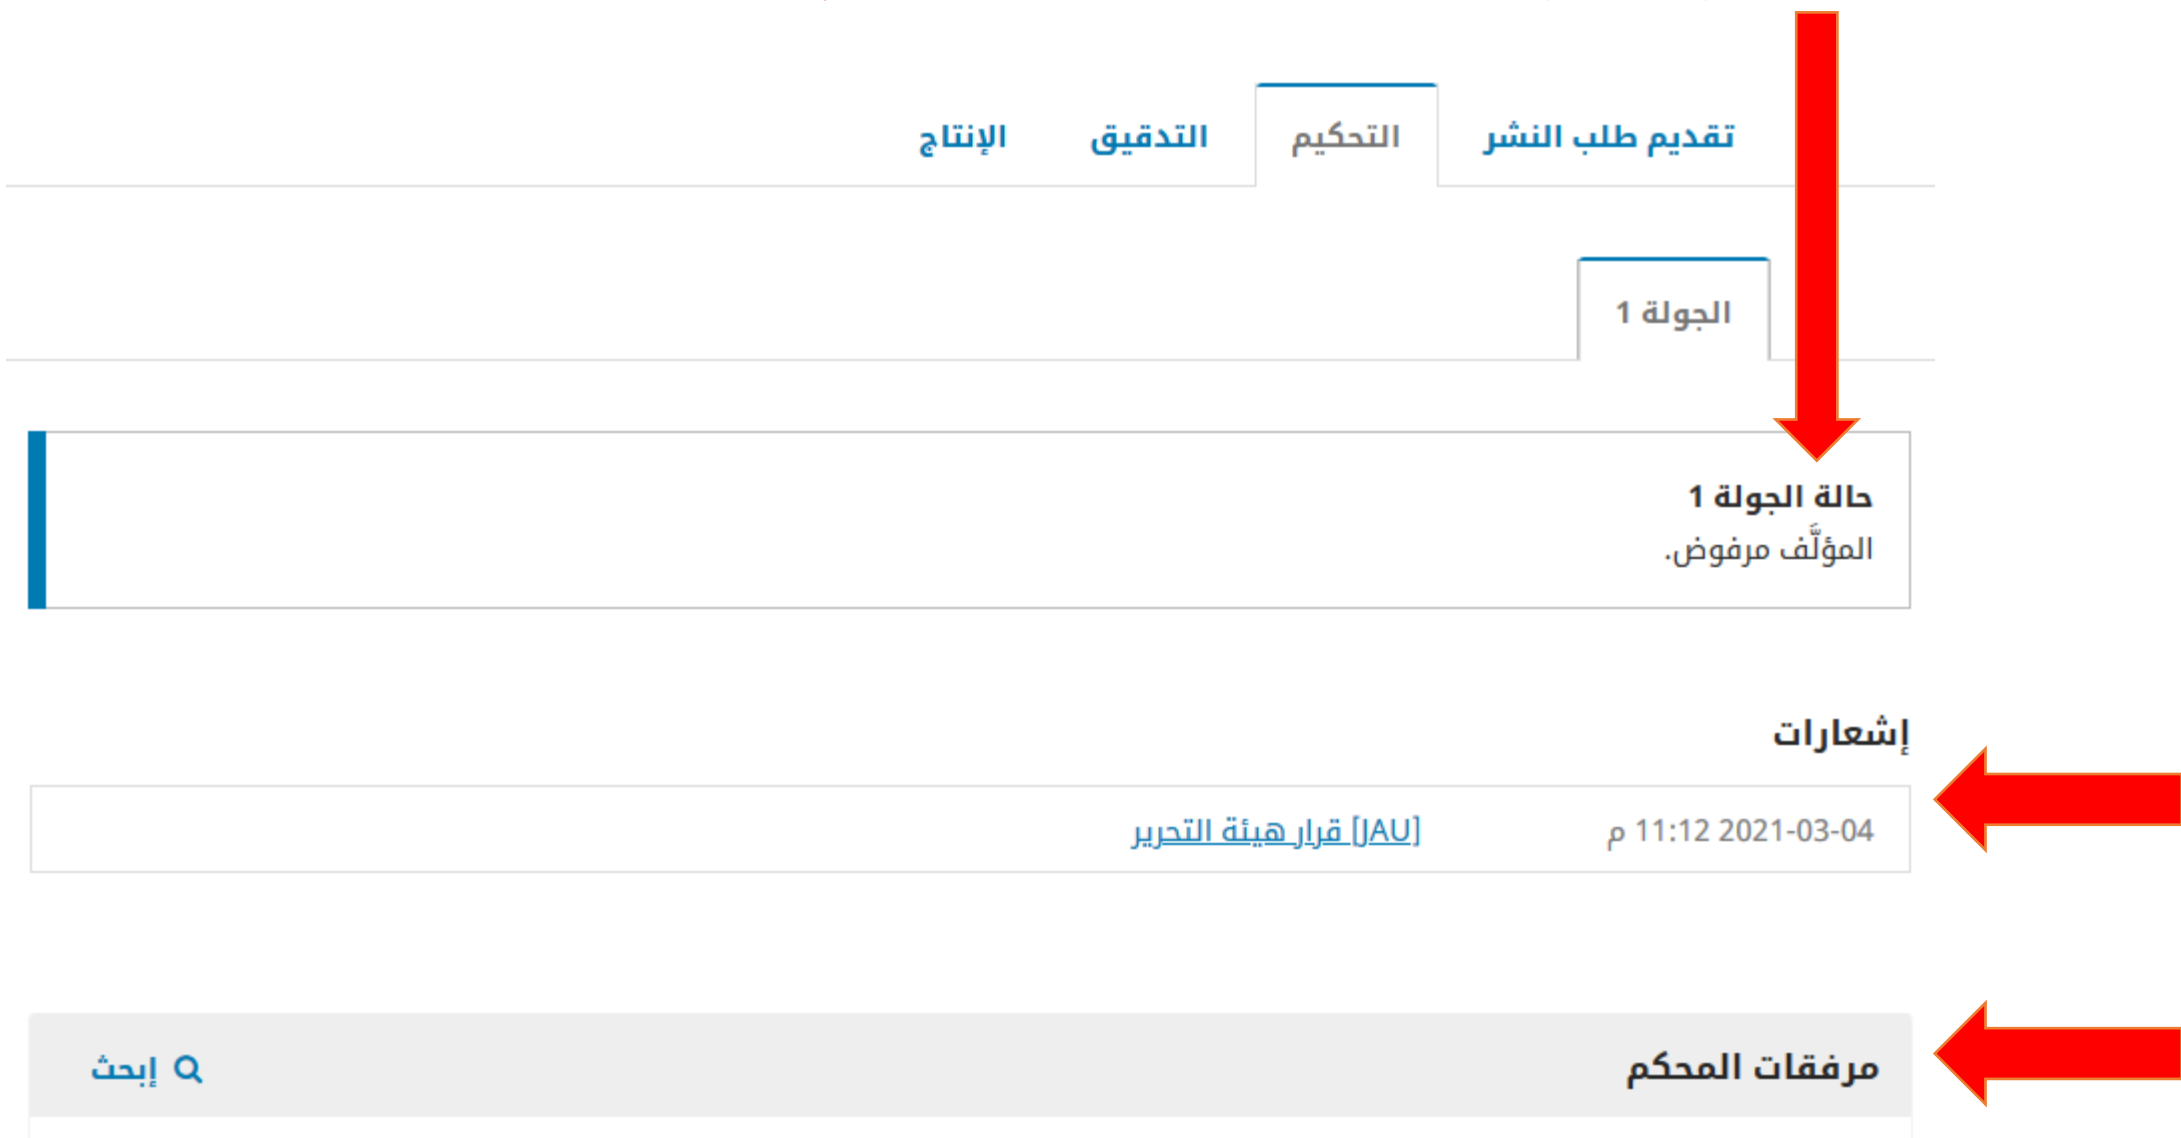 تقديم طلب النشر التحكيم التدقيق الإنتاج
الجولة 1
حالة الجولة 1
المؤلَّف مرفوض.
إشعارات
2021-03-04 11:12 م [JAU] قرار هيئة التحرير
مرفقات المحكم إبحث